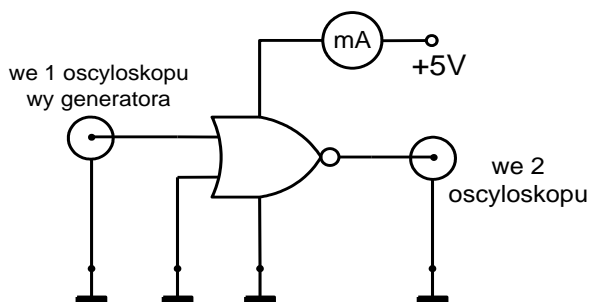 mA
+5V
we 1 oscyloskopu
wy generatora
we 2
oscyloskopu